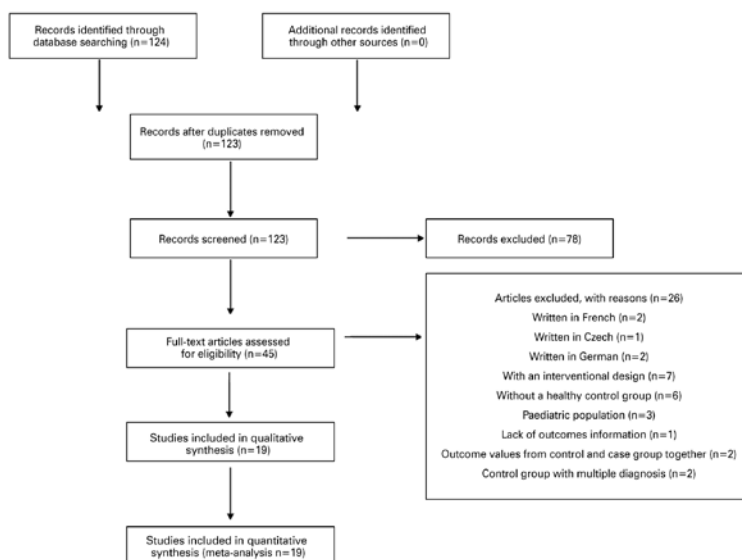 Records identified through
database searching (n=124)
Additional records identified
through other sources (n=0)
Records after duplicates removed
(n=123)
Records screened (n=123)
Records excluded (n=78)
Full-text articles assessed
for eligibility (n=45)
Articles excluded, with reasons (n=26)
Written in French (n=2)
Written in Czech (n=1)
Written in German (n=2)
With an interventional design (n=7)
Without a healthy control group (n=6)
Paediatric population (n=3)
Lack of outcomes information (n=1)
Outcome values from control and case group together (n=2)
Control group with multiple diagnosis (n=2)
Studies included in qualitative
synthesis (n=19)
Studies included in quantitative
synthesis (meta-analysis n=19)